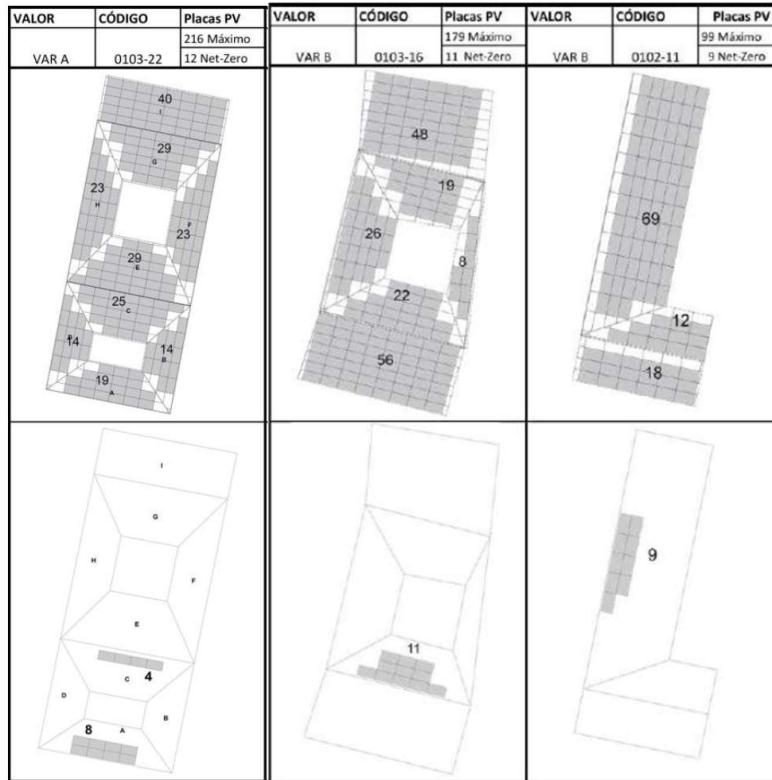 VALOR CÓDIGO Placas PV
216 Máximo
VAR A 0103-22 12 Net-Zero
40
I
29
G
23
H
F
23
29
E
25
C
14
14
B
19
A
I
G
H
F
E
C
4
D
B
8
A
VALOR CÓDIGO Placas PV
179 Máximo
VAR B 0103-16 11 Net-Zero
48
19
26
8
22
56
11
VALOR CÓDIGO Placas PV
99 Máximo
VAR B 0102-11 9 Net-Zero
69
12
18
9